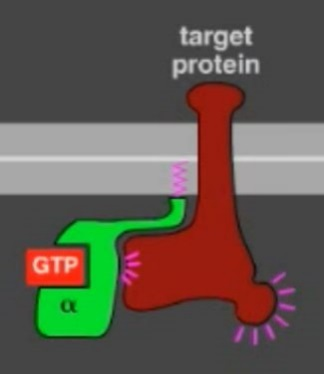 target
protein
GTP
α